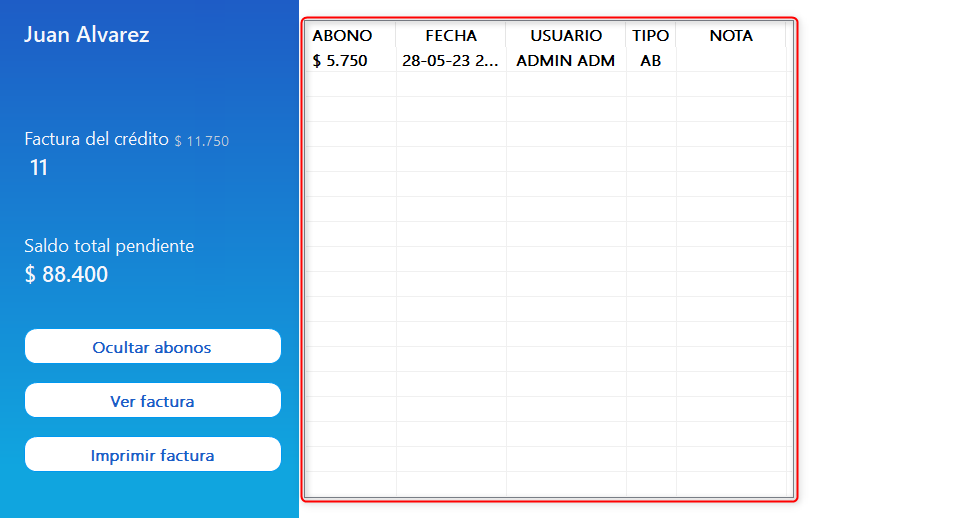 Juan Alvarez
Factura del crédito $ 11.750
11
Saldo total pendiente
$ 88.400
Ocultar abonos
Ver factura
Imprimir factura
ABONO FECHA USUARIO TIPO NOTA
$ 5.750 28-05-23 2... ADMIN ADM AB